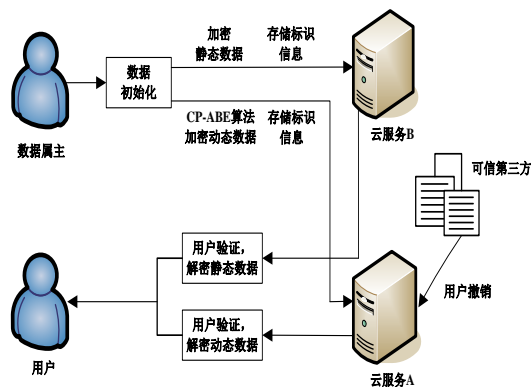 加密
静态数据
存储标识
信息
数据
初始化
CP-ABE算法
加密动态数据
存储标识
信息
数据属主
云服务B
可信第三方
用户验证，
解密静态数据
用户撤销
用户验证，
解密动态数据
用户
云服务A